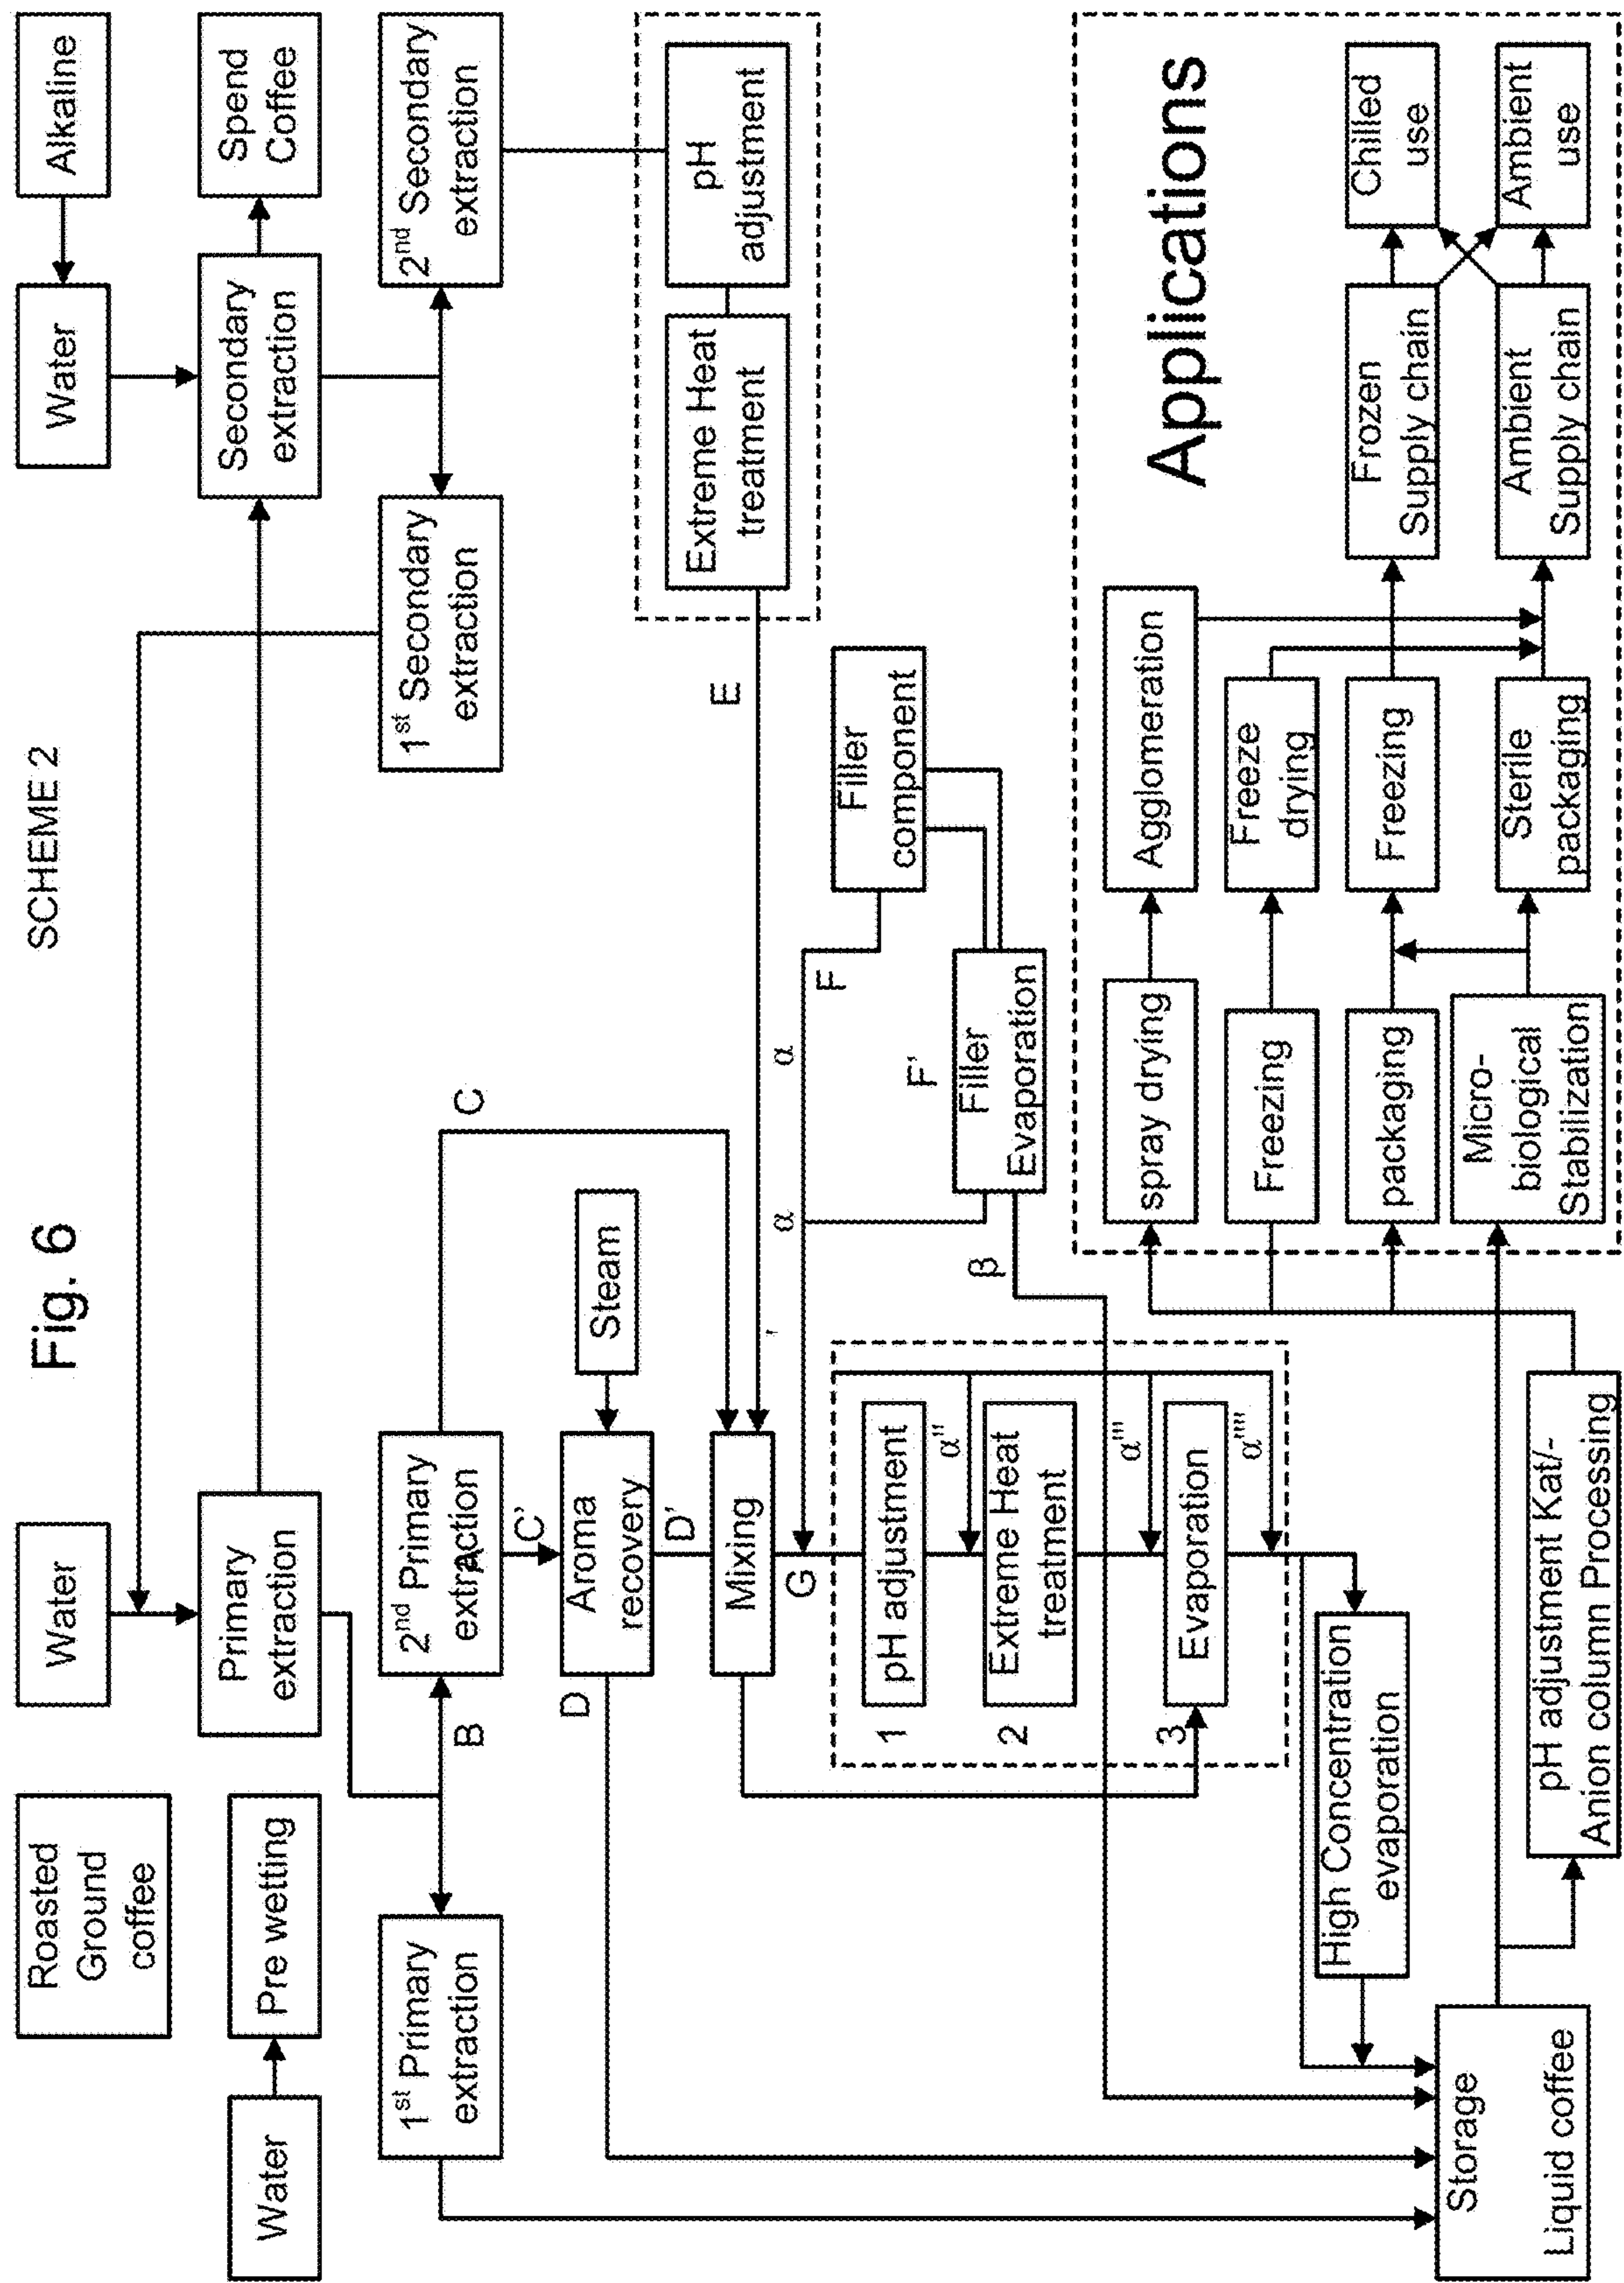 Fig. 6
SCHEME 2
Roasted
Ground
coffee
Water
Water
Alkaline
Water
Pre wetting
Primary
extraction
Secondary
extraction
Spend
Coffee
1st Primary
extraction
B
2nd Primary
extraction
A
C
1st Secondary
extraction
2nd Secondary
extraction
C'
D
Aroma
recovery
Steam
D'
Mixing
E
Extreme Heat
treatment
pH
adjustment
G
α
'
α
F
Filler
component
1
pH adjustment
α''
2
Extreme Heat
treatment
F'
Filler
Evaporation
β
3
Evaporation
α'''
α''''
High Concentration
evaporation
Storage
Liquid coffee
pH adjustment Kat/-
Anion column Processing
Applications
spray drying
Agglomeration
Freezing
Freeze
drying
packaging
Freezing
Frozen
Supply chain
Chilled
use
Micro-
biological
Stabilization
Sterile
packaging
Ambient
Supply chain
Ambient
use